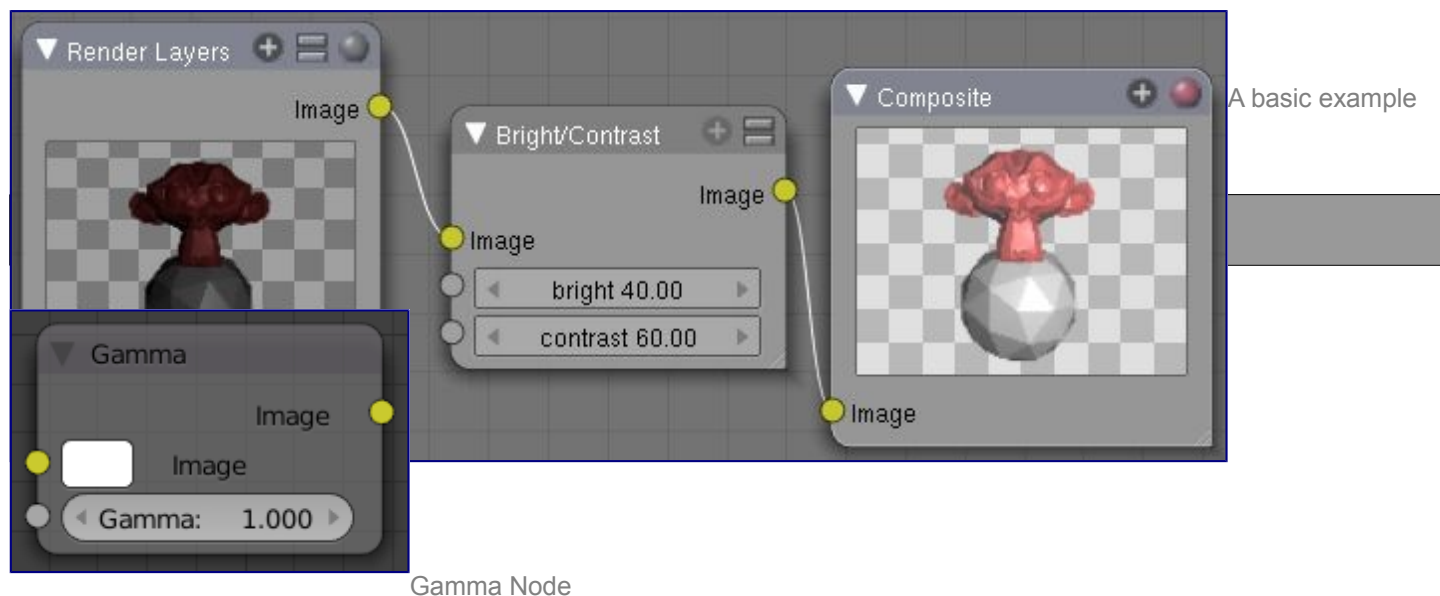 Render Layers
Image
Bright/Contrast
Image
Image
bright 40.00
contrast 60.00
Composite
Image
A basic example
Gamma
Image
Image
Gamma: 1.000
Gamma Node